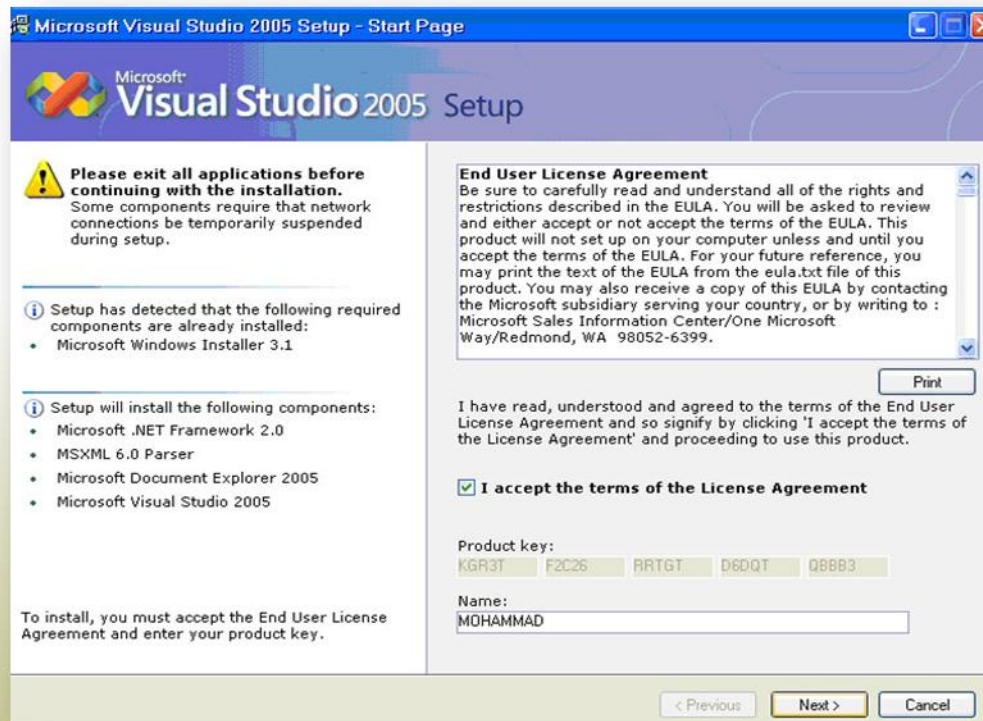 Microsoft Visual Studio 2005 Setup - Start Page
Microsoft
Visual Studio 2005 Setup
Please exit all applications before
continuing with the installation.
Some components require that network
connections be temporarily suspended
during setup.
Setup has detected that the following required
components are already installed:
• Microsoft Windows Installer 3.1
Setup will install the following components:
• Microsoft .NET Framework 2.0
• MSXML 6.0 Parser
• Microsoft Document Explorer 2005
• Microsoft Visual Studio 2005
To install, you must accept the End User License
Agreement and enter your product key.
End User License Agreement
Be sure to carefully read and understand all of the rights and
restrictions described in the EULA. You will be asked to review
and either accept or not accept the terms of the EULA. This
product will not set up on your computer unless and until you
accept the terms of the EULA. For your future reference, you
may print the text of the EULA from the eula.txt file of this
product. You may also receive a copy of this EULA by contacting
the Microsoft subsidiary serving your country, or by writing to :
Microsoft Sales Information Center/One Microsoft
Way/Redmond, WA  98052-6399.
Print
I have read, understood and agreed to the terms of the End User
License Agreement and so signify by clicking 'I accept the terms of
the License Agreement' and proceeding to use this product.
I accept the terms of the License Agreement
Product key:
KGR3T F2C26 RRTGT D6DQT QBBB3
Name:
MOHAMMAD
< Previous Next > Cancel